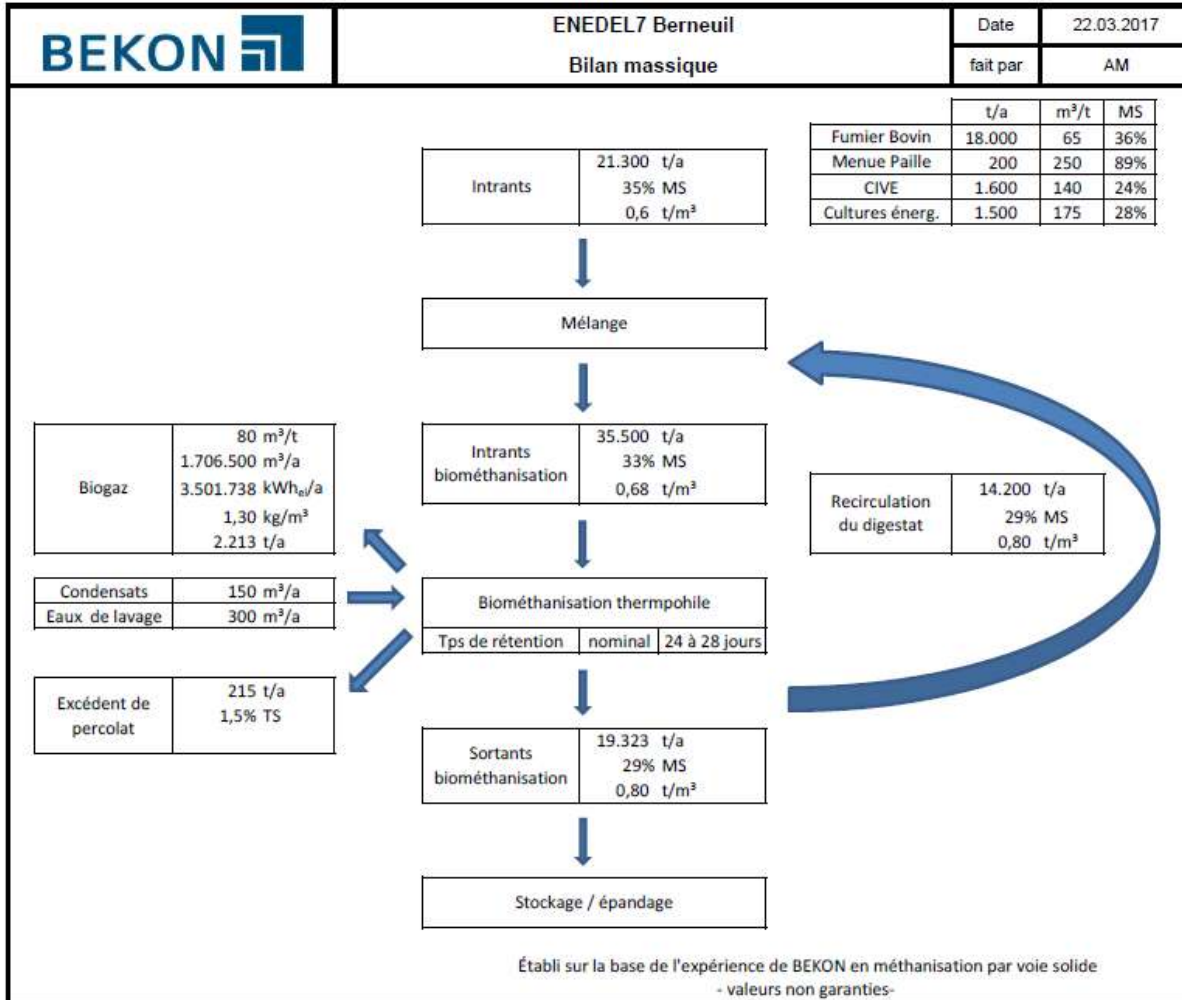 BEKON
ENEDEL7 Berneuil
Bilan massique
Date 22.03.2017
fait par AM
t/a m³/t MS
Fumier Bovin 18.000 65 36%
Menue Paille 200 250 89%
CIVE 1.600 140 24%
Cultures énerg. 1.500 175 28%
Intrants
21.300 t/a
35% MS
0,6 t/m³
Mélange
Intrants
biométhanisation
35.500 t/a
33% MS
0,68 t/m³
Biogaz
80 m³/t
1.706.500 m³/a
3.501.738 kWhel/a
1,30 kg/m³
2.213 t/a
Recirculation
du digestat
14.200 t/a
29% MS
0,80 t/m³
Condensats 150 m³/a
Eaux de lavage 300 m³/a
Biométhanisation thermpohile
Tps de rétention nominal 24 à 28 jours
Excédent de
percolat
215 t/a
1,5% TS
Sortants
biométhanisation
19.323 t/a
29% MS
0,80 t/m³
Stockage / épandage
Établi sur la base de l'expérience de BEKON en méthanisation par voie solide
- valeurs non garanties-